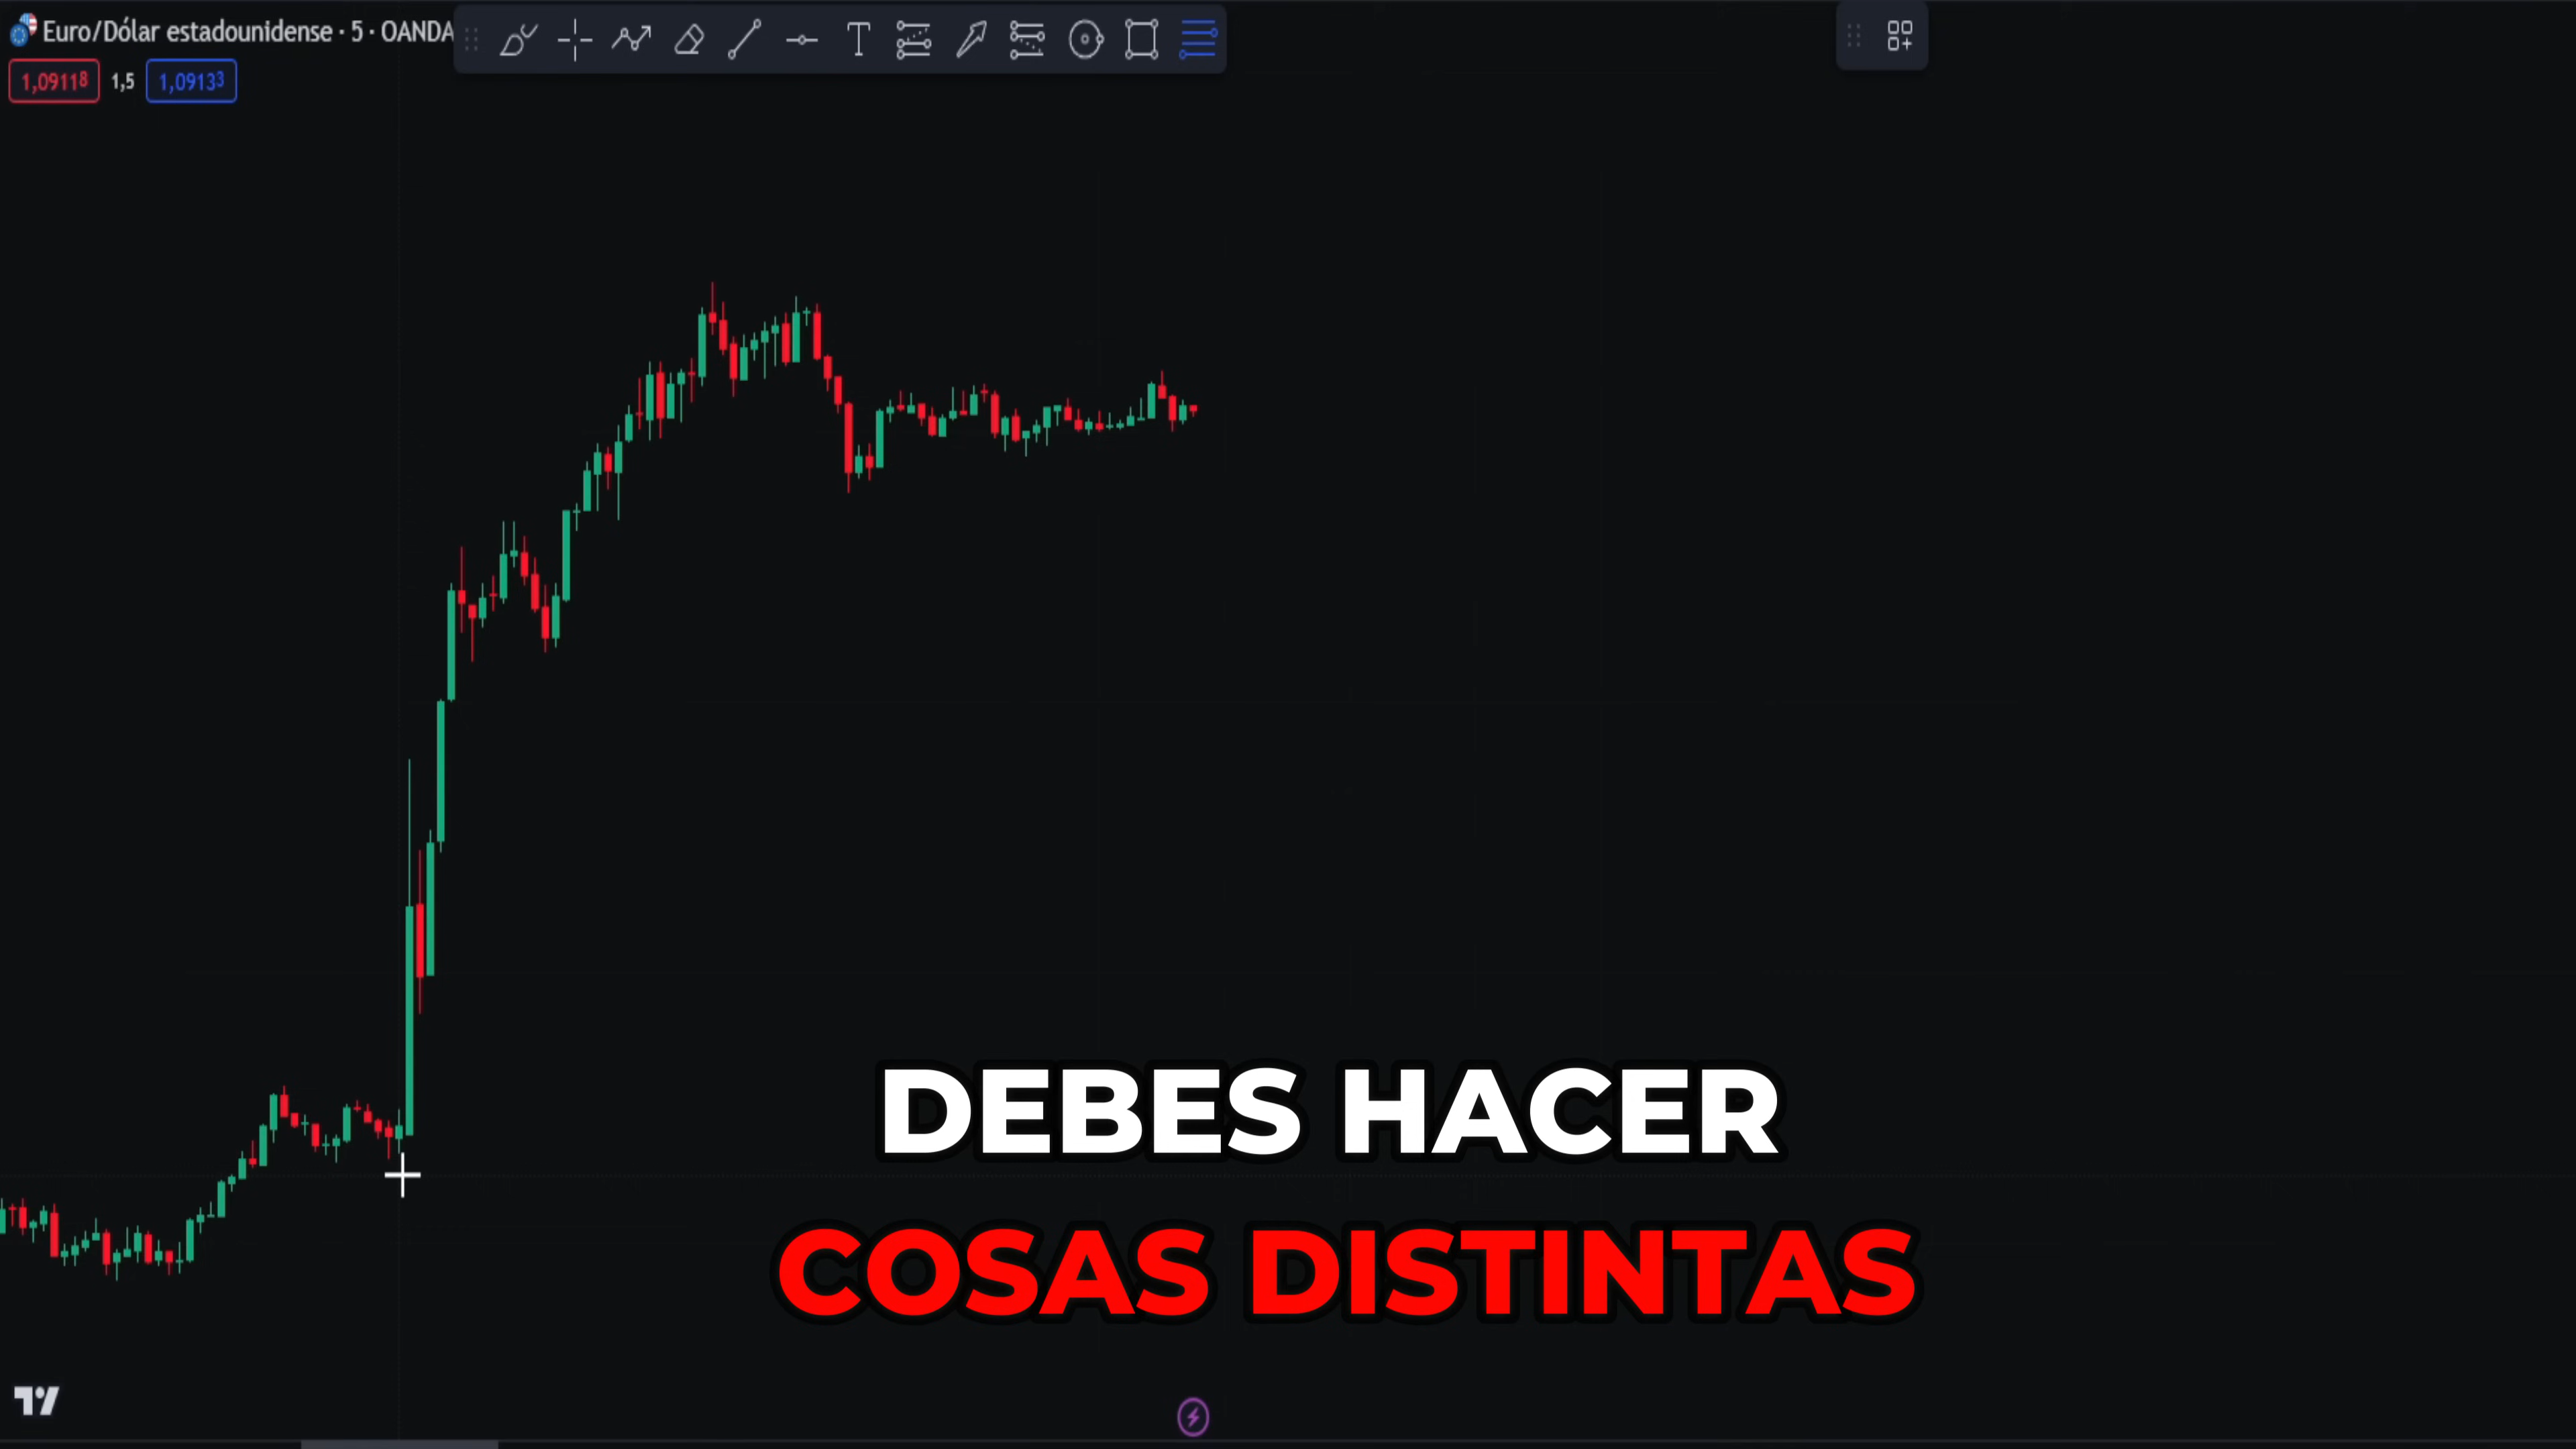 Euro/Dólar estadounidense · 5 · OANDA
1,09118 1,5 1,09133
DEBES HACER
COSAS DISTINTAS